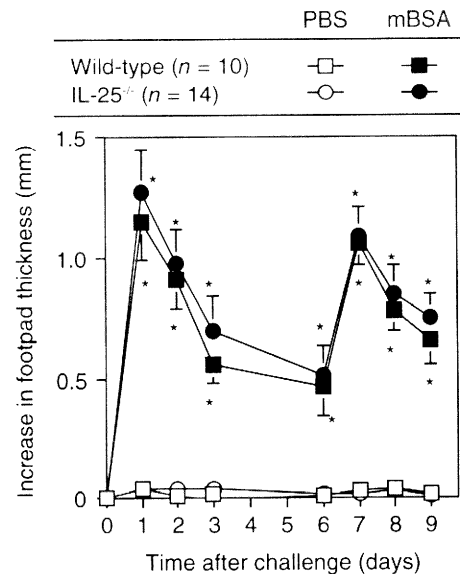 PBS mBSA
Wild-type (n = 10)
IL-25-/- (n = 14)
Increase in footpad thickness (mm)
1.5
1.0
0.5
0
0 1 2 3 4 5 6 7 8 9
Time after challenge (days)
* * * * * * * * * * * * * *